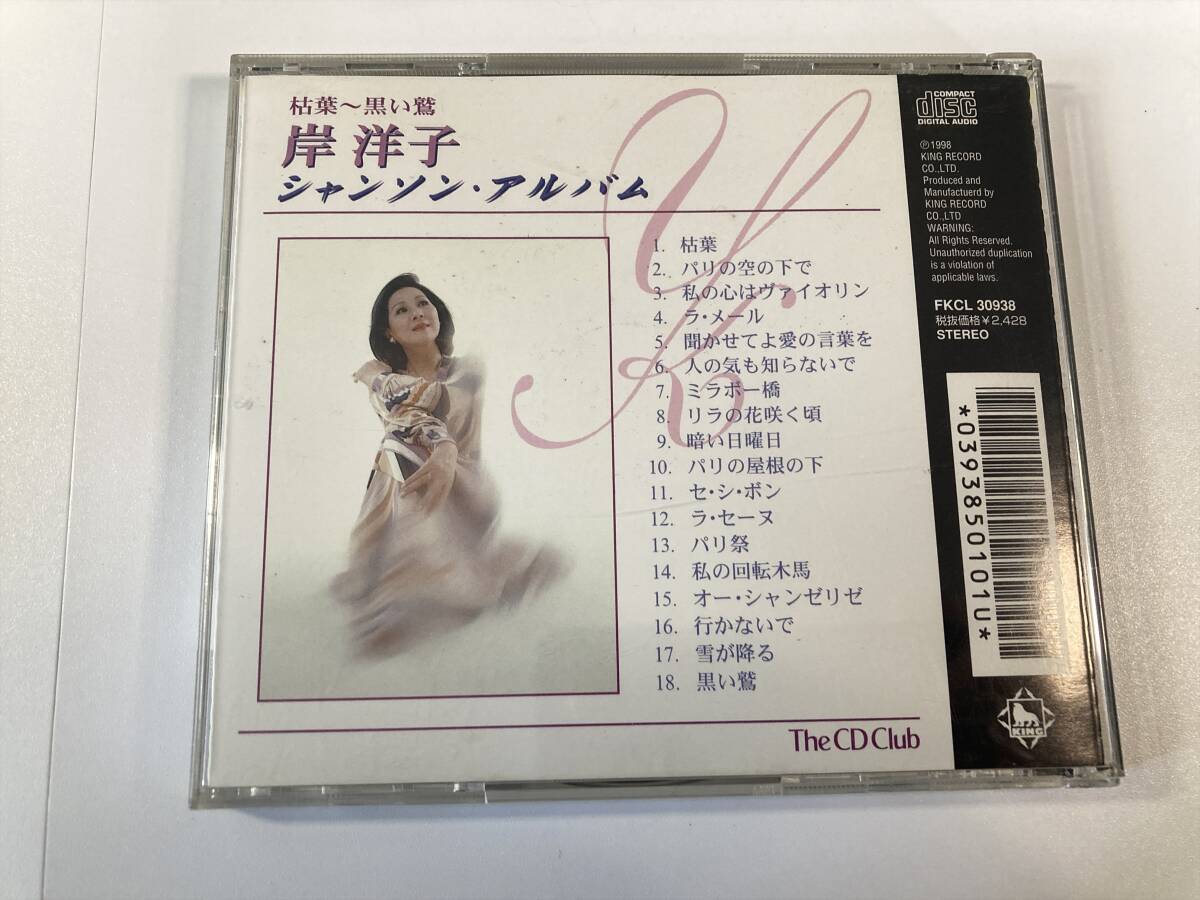 枯葉〜黒い鷲
岸 洋子
シャンソン・アルバム
YK
1. 枯葉
2. パリの空の下で
3. 私の心はヴァイオリン
4. ラ・メール
5. 聞かせてよ愛の言葉を
6. 人の気も知らないで
7. ミラボー橋
8. リラの花咲く頃
9. 暗い日曜日
10. パリの屋根の下
11. セ・シ・ボン
12. ラ・セーヌ
13. パリ祭
14. 私の回転木馬
15. オー・シャンゼリゼ
16. 行かないで
17. 雪が降る
18. 黒い鷲
The CD Club
COMPACT
disc
DIGITAL AUDIO
Ⓟ1998
KING RECORD
CO.,LTD.
Produced and
Manufactuerd by
KING RECORD
CO.,LTD
WARNING:
All Rights Reserved.
Unauthorized duplication
is a violation of
applicable laws.
FKCL 30938
税抜価格¥2,428
STEREO
*0393850101U*
KING